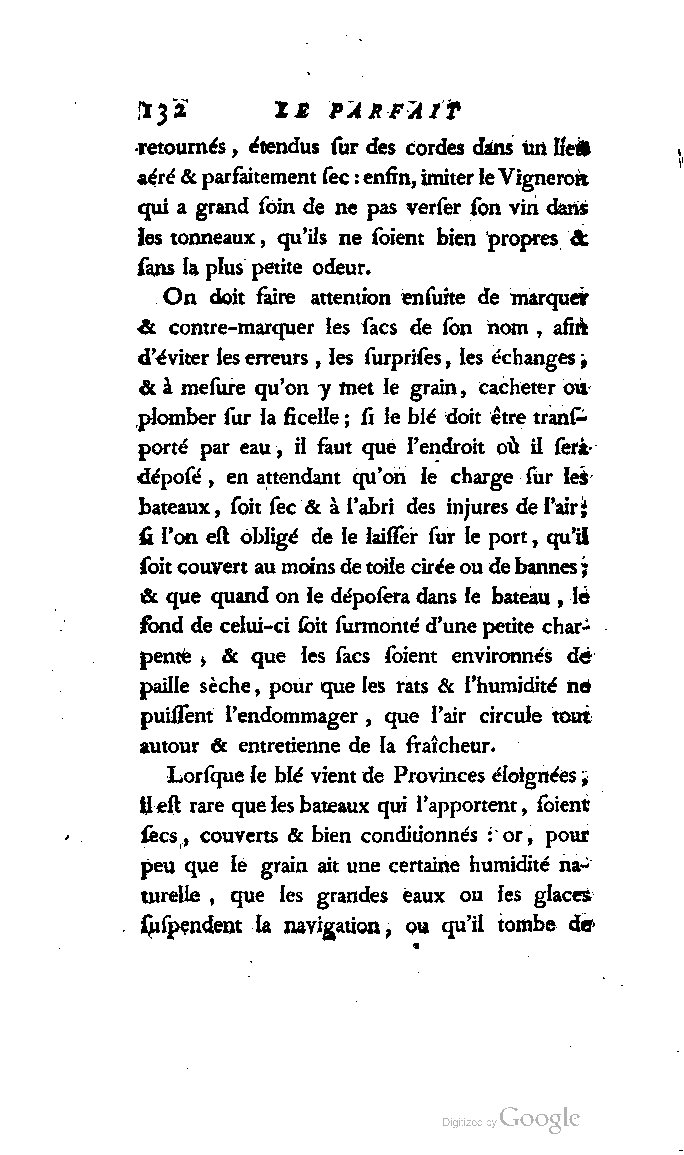 132 LE PARFAIT
retournés, étendus ſur des cordes dans un lieu
aéré & parfaitement ſec : enfin, imiter le Vigneron
qui a grand ſoin de ne pas verſer ſon vin dans
les tonneaux, qu'ils ne ſoient bien propres &
ſans la plus petite odeur.
On doit faire attention enſuite de marquer
& contre-marquer les ſacs de ſon nom, afin
d'éviter les erreurs, les ſurpriſes, les échanges;
& à meſure qu'on y met le grain, cacheter ou
plomber ſur la ficelle; ſi le blé doit être tranſ-
porté par eau, il faut que l'endroit où il ſera
dépoſé, en attendant qu'on le charge ſur les
bateaux, ſoit ſec & à l'abri des injures de l'air;
ſi l'on eſt obligé de le laiſſer ſur le port, qu'il
ſoit couvert au moins de toile cirée ou de bannes;
& que quand on le dépoſera dans le bateau, le
fond de celui-ci ſoit ſurmonté d'une petite char-
pente, & que les ſacs ſoient environnés de
paille sèche, pour que les rats & l'humidité ne
puiſſent l'endommager, que l'air circule tout
autour & entretienne de la fraîcheur.
Lorſque le blé vient de Provinces éloignées;
il eſt rare que les bateaux qui l'apportent, ſoient
ſecs, couverts & bien conditionnés : or, pour
peu que le grain ait une certaine humidité na-
turelle, que les grandes eaux ou les glaces
ſuſpendent la navigation, ou qu'il tombe de
Digitized by Google